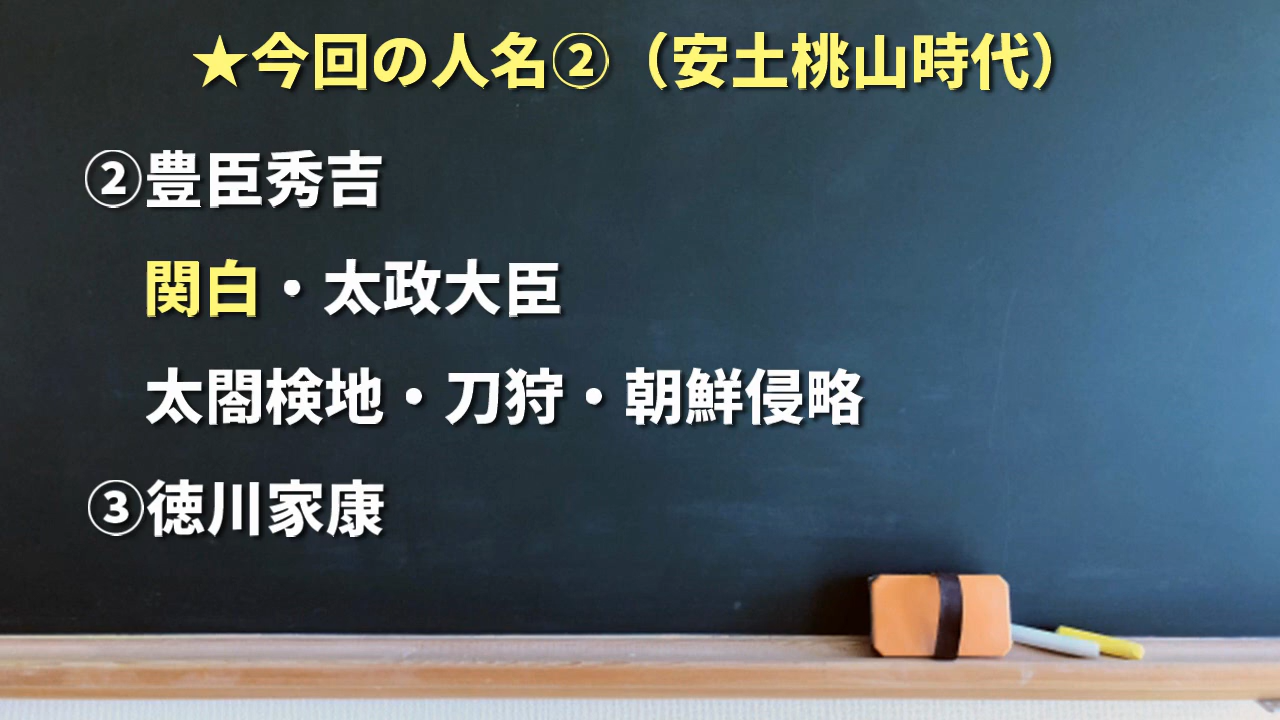 ★今回の人名②（安土桃山時代）
②豊臣秀吉
関白・太政大臣
太閤検地・刀狩・朝鮮侵略
③徳川家康